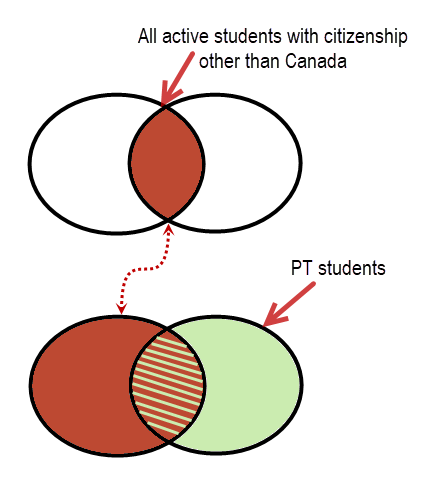 All active students with citizenship
other than Canada
PT students